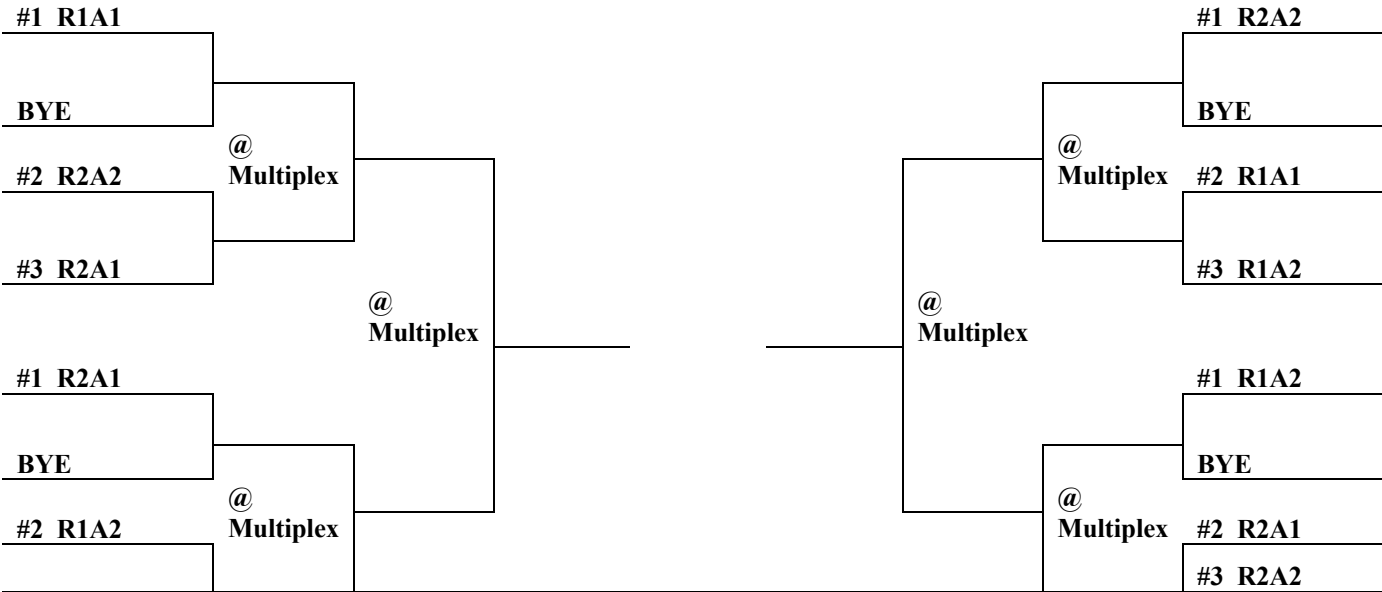 #1 R1A1
BYE
@
Multiplex
#2 R2A2
#3 R2A1
@
Multiplex
#1 R2A1
BYE
@
Multiplex
#2 R1A2
#1 R2A2
BYE
@
Multiplex
#2 R1A1
#3 R1A2
@
Multiplex
#1 R1A2
BYE
@
Multiplex
#2 R2A1
#3 R2A2